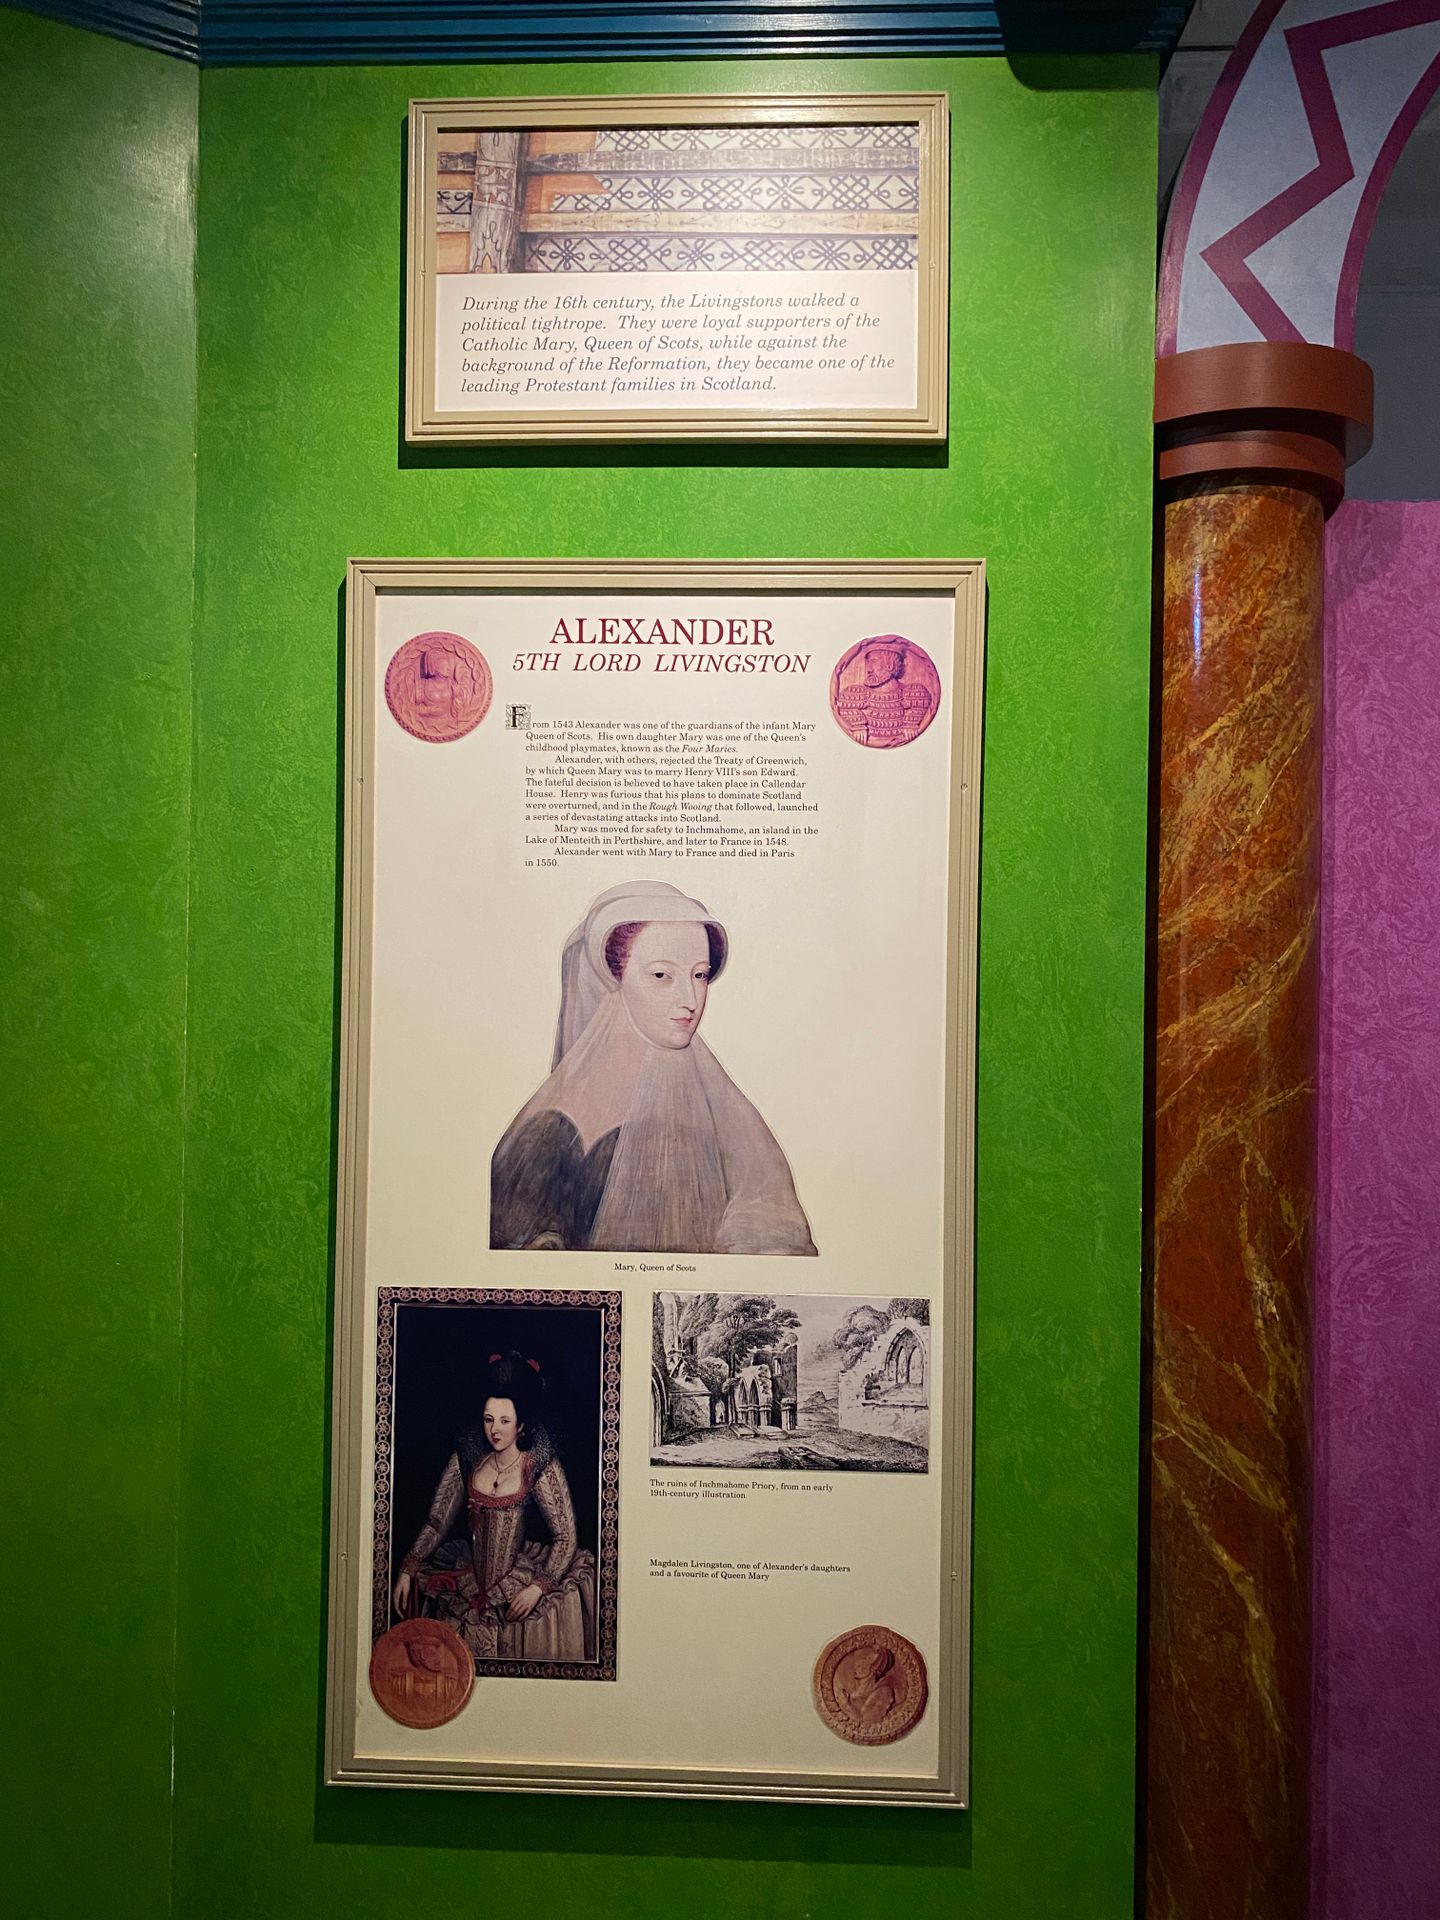 During the 16th century, the Livingstons walked a
political tightrope. They were loyal supporters of the
Catholic Mary, Queen of Scots, while against the
background of the Reformation, they became one of the
leading Protestant families in Scotland.
ALEXANDER
5TH LORD LIVINGSTON
From 1543 Alexander was one of the guardians of the infant Mary
Queen of Scots. His own daughter Mary was one of the Queen's
childhood playmates, known as the Four Maries.
Alexander, with others, rejected the Treaty of Greenwich,
by which Queen Mary was to marry Henry VIII's son Edward.
The fateful decision is believed to have taken place in Callendar
House. Henry was furious that his plans to dominate Scotland
were overturned, and in the Rough Wooing that followed, launched
a series of devastating attacks into Scotland.
Mary was moved for safety to Inchmahome, an island in the
Lake of Menteith in Perthshire, and later to France in 1548.
Alexander went with Mary to France and died in Paris
in 1550.
Mary, Queen of Scots
The ruins of Inchmahome Priory, from an early
19th-century illustration
Magdalen Livingston, one of Alexander's daughters
and a favourite of Queen Mary